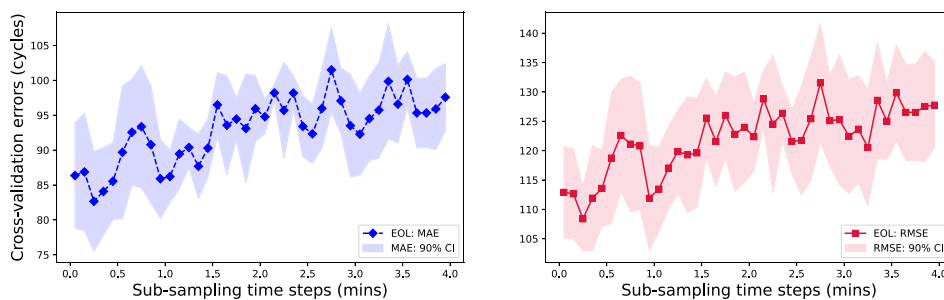 Cross-validation errors (cycles)
105
100
95
90
85
80
75
0.0 0.5 1.0 1.5 2.0 2.5 3.0 3.5 4.0
Sub-sampling time steps (mins)
EOL: MAE
MAE: 90% CI
140
135
130
125
120
115
110
105
0.0 0.5 1.0 1.5 2.0 2.5 3.0 3.5 4.0
Sub-sampling time steps (mins)
EOL: RMSE
RMSE: 90% CI